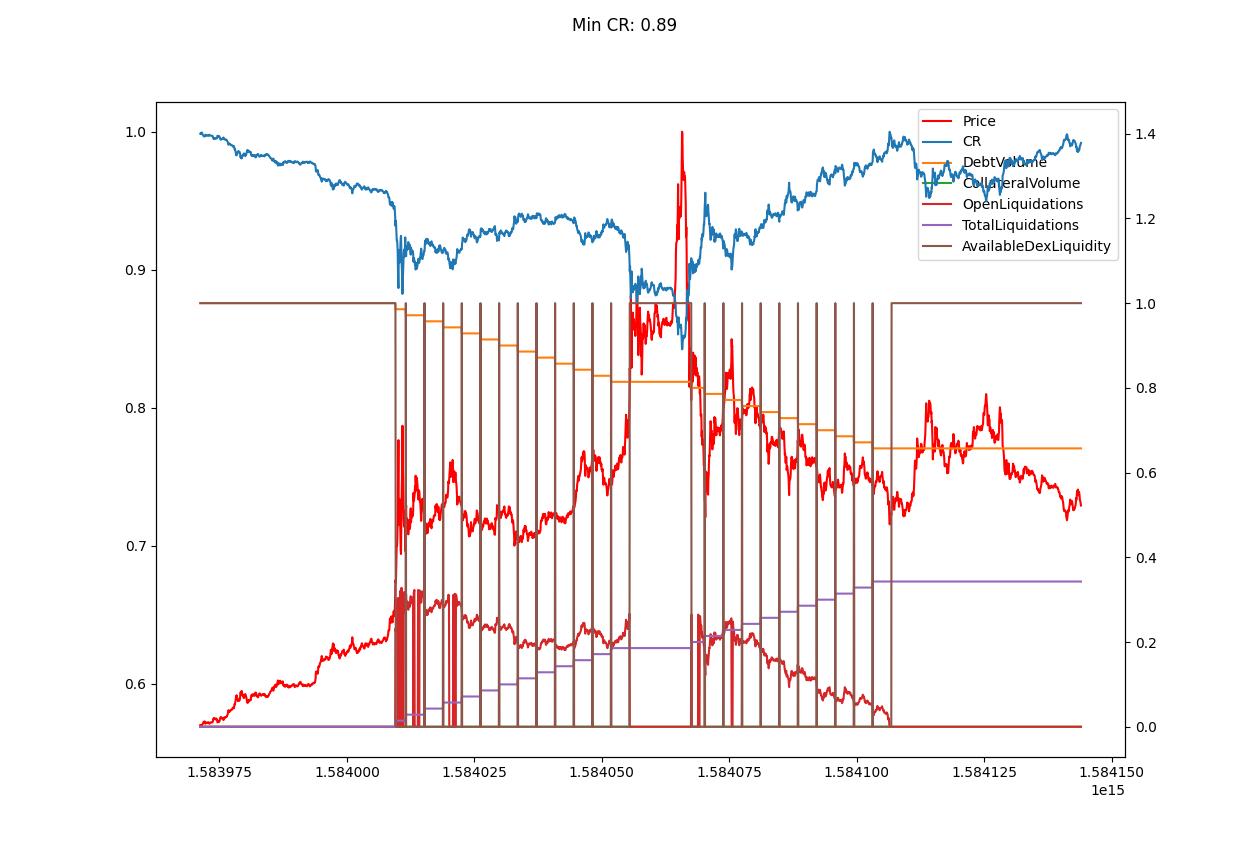 Min CR: 0.89
1.0
0.9
0.8
0.7
0.6
1.4
1.2
1.0
0.8
0.6
0.4
0.2
0.0
Price
CR
DebtVolume
CollateralVolume
OpenLiquidations
TotalLiquidations
AvailableDexLiquidity
1.583975 1.584000 1.584025 1.584050 1.584075 1.584100 1.584125 1.584150
1e15